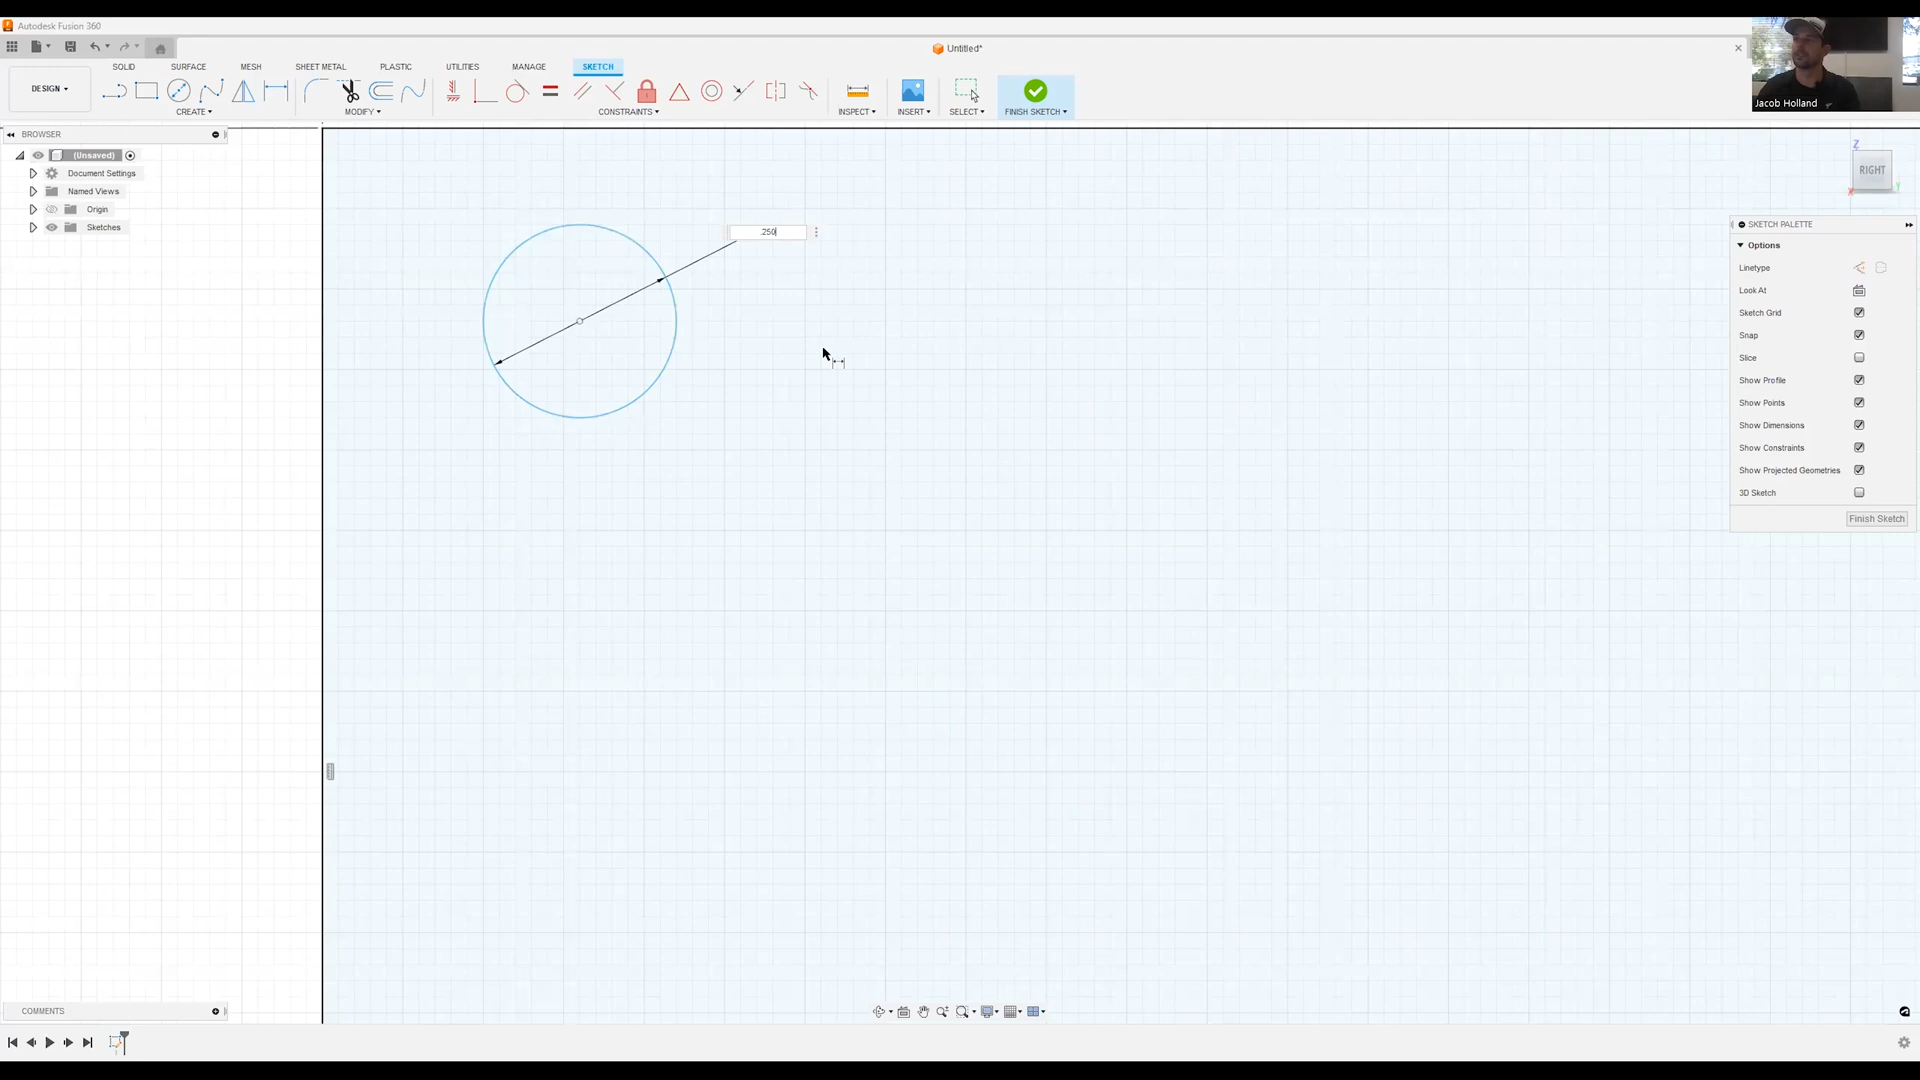 Autodesk Fusion 360
Untitled*
Jacob Holland
DESIGN
SOLID
SURFACE
MESH
SHEET METAL
PLASTIC
UTILITIES
MANAGE
SKETCH
CREATE
MODIFY
CONSTRAINTS
INSPECT
INSERT
SELECT
FINISH SKETCH
BROWSER
(Unsaved)
Document Settings
Named Views
Origin
Sketches
.250
Z
RIGHT
X
Y
SKETCH PALETTE
Options
Linetype
Look At
Sketch Grid
Snap
Slice
Show Profile
Show Points
Show Dimensions
Show Constraints
Show Projected Geometries
3D Sketch
Finish Sketch
COMMENTS